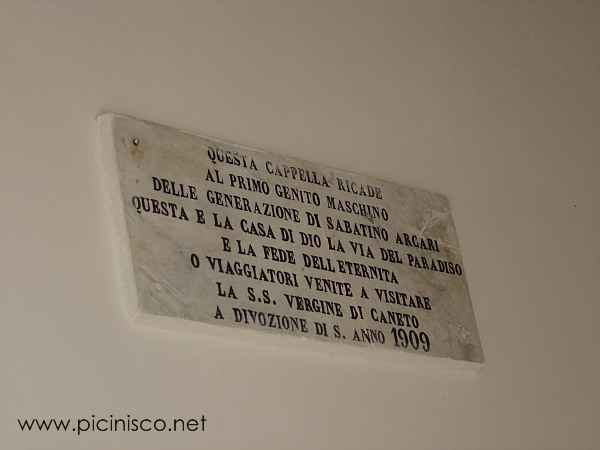 QUESTA CAPPELLA RICADE
AL PRIMO GENITO MASCHINO
DELLE GENERAZIONE DI SABATINO ARCARI
QUESTA E LA CASA DI DIO LA VIA DEL PARADISO
E LA FEDE DELL'ETERNITA
O VIAGGIATORI VENITE A VISITARE
LA S.S. VERGINE DI CANETO
A DIVOZIONE DI S. ANNO 1909
www.picinisco.net